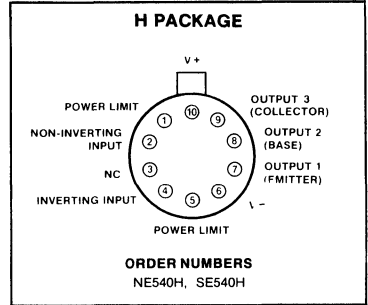 H PACKAGE
V +
POWER LIMIT
OUTPUT 3
(COLLECTOR)
10
1
9
NON-INVERTING
INPUT
2
8
OUTPUT 2
(BASE)
NC
3
7
OUTPUT 1
(EMITTER)
INVERTING INPUT
4
5
6
POWER LIMIT
ORDER NUMBERS
NE540H, SE540H